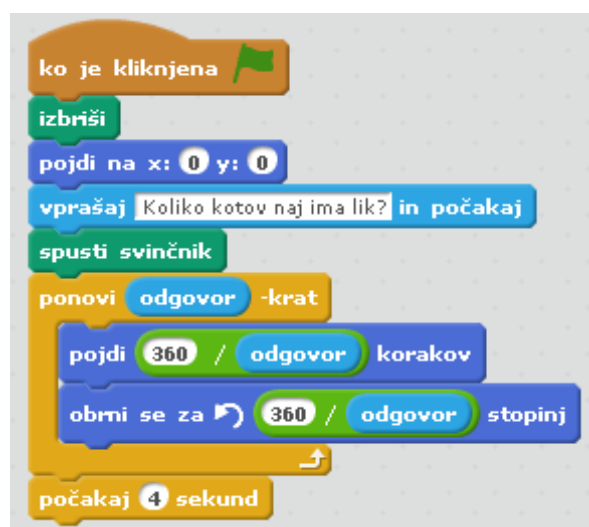 ko je kliknjena
izbriši
pojdi na x: 0 y: 0
vprašaj Koliko kotov naj ima lik? in počakaj
spusti svinčnik
ponovi odgovor -krat
pojdi 360 / odgovor korakov
obrni se za 360 / odgovor stopinj
počakaj 4 sekund